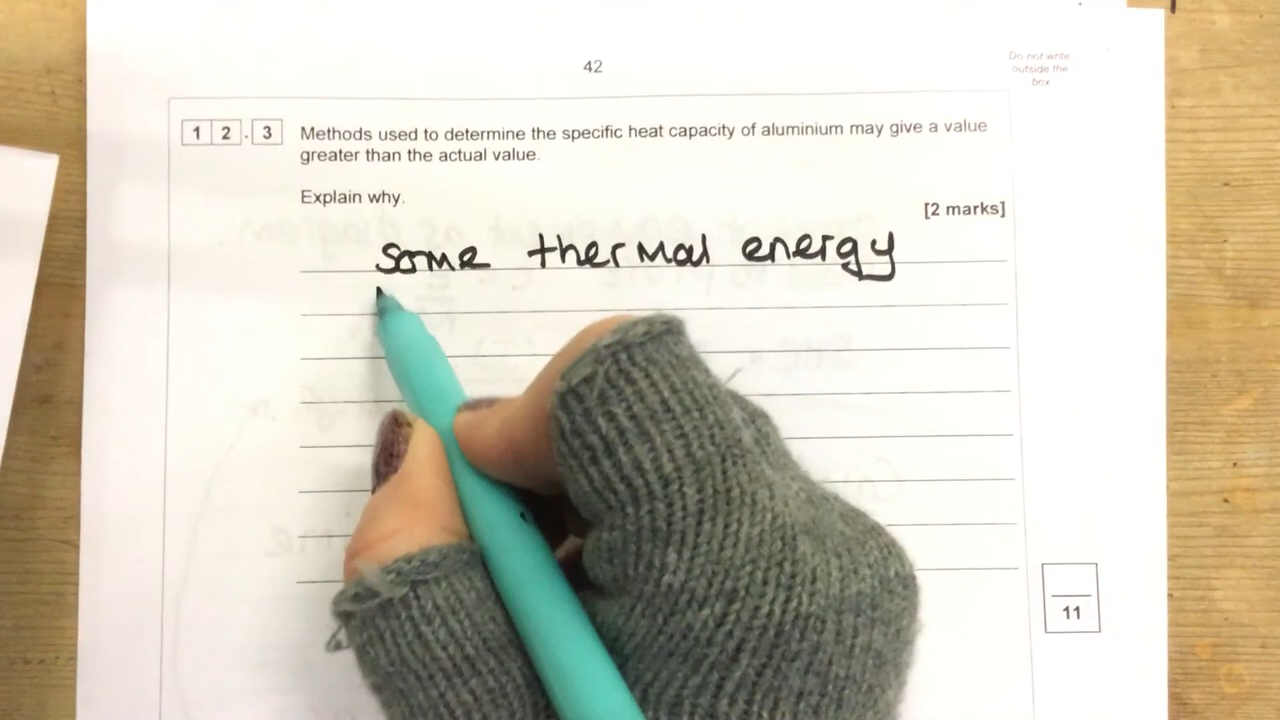 42
Do not write
outside the
box
1 2 . 3 Methods used to determine the specific heat capacity of aluminium may give a value
greater than the actual value.
Explain why.
[2 marks]
some thermal energy
11